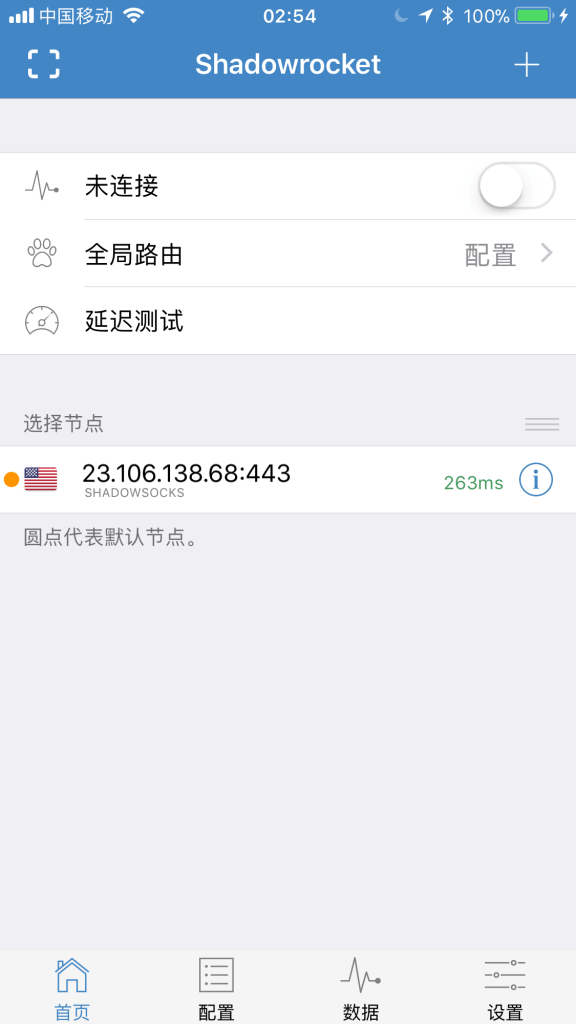 中国移动 02:54 100%
Shadowrocket
未连接
全局路由 配置
延迟测试
选择节点
23.106.138.68:443
SHADOWSOCKS
263ms
圆点代表默认节点。
首页 配置 数据 设置